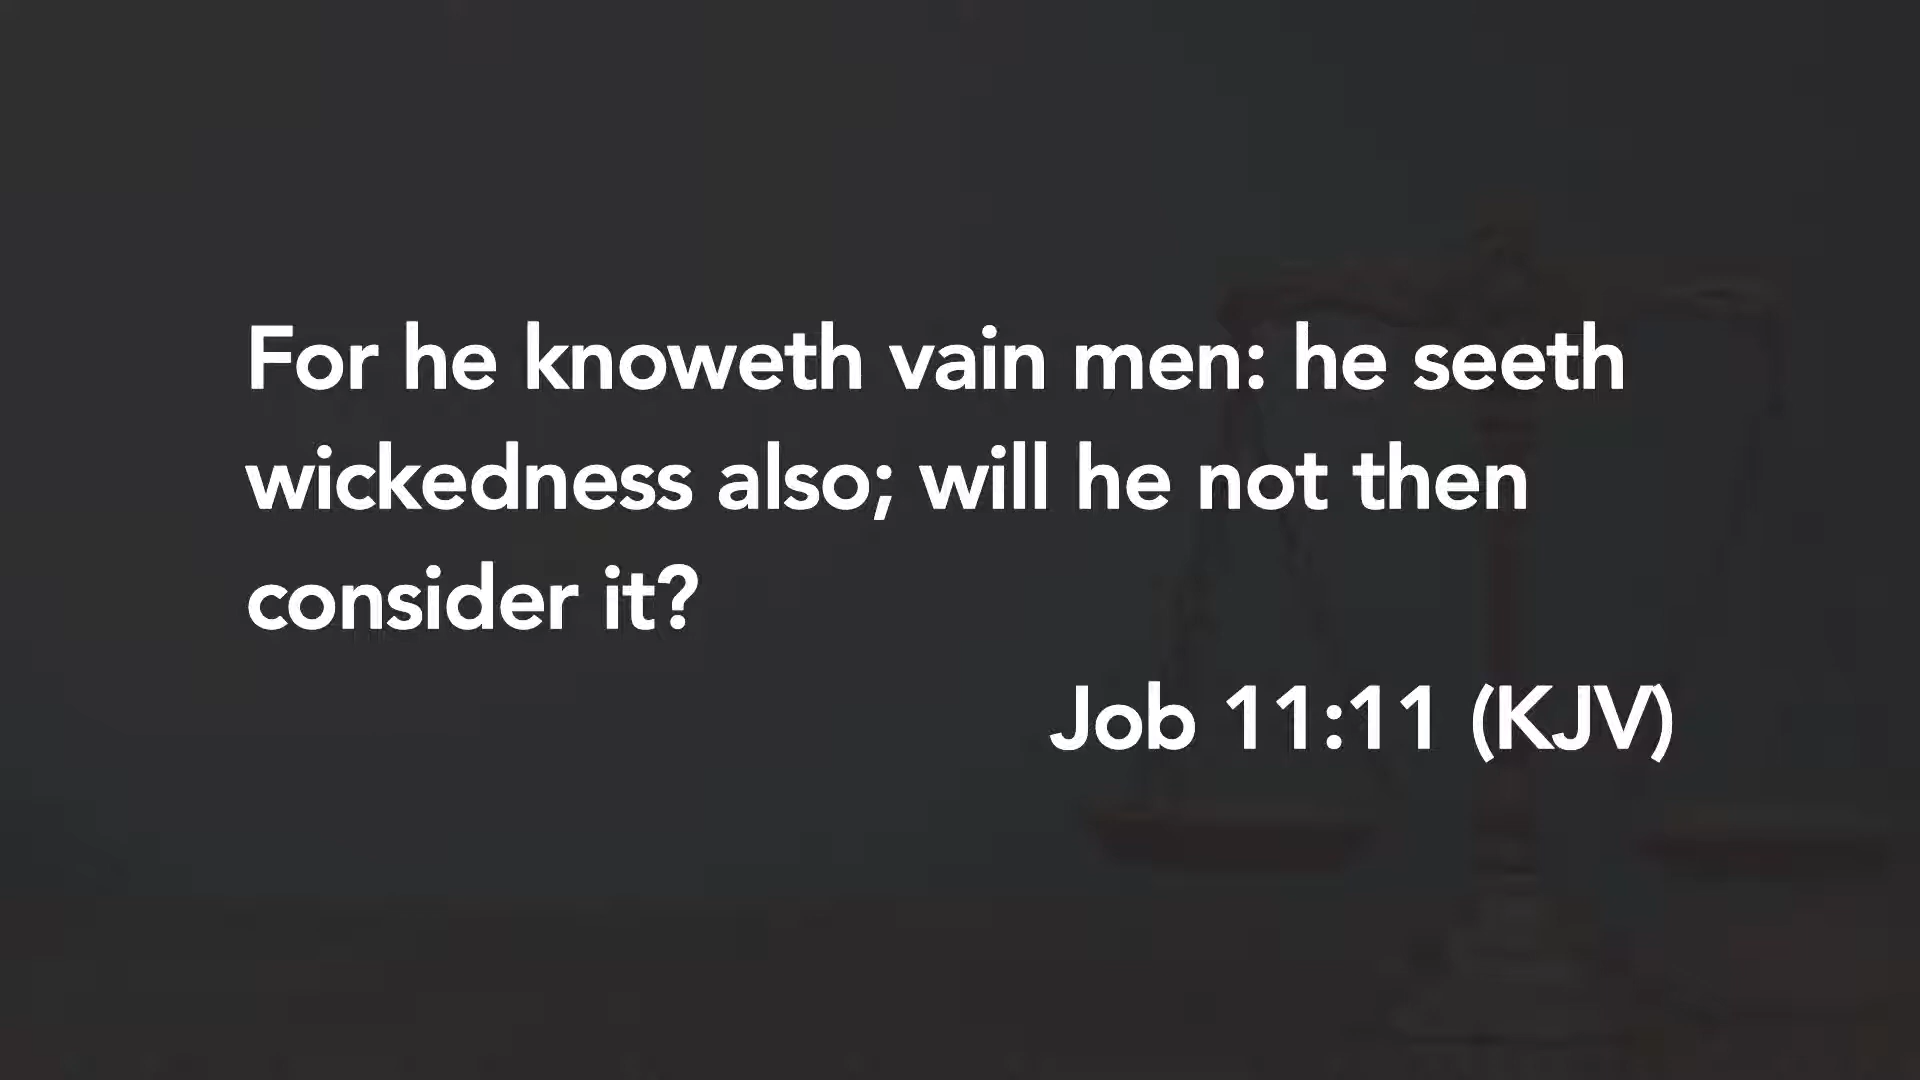 For he knoweth vain men: he seeth
wickedness also; will he not then
consider it?
Job 11:11 (KJV)